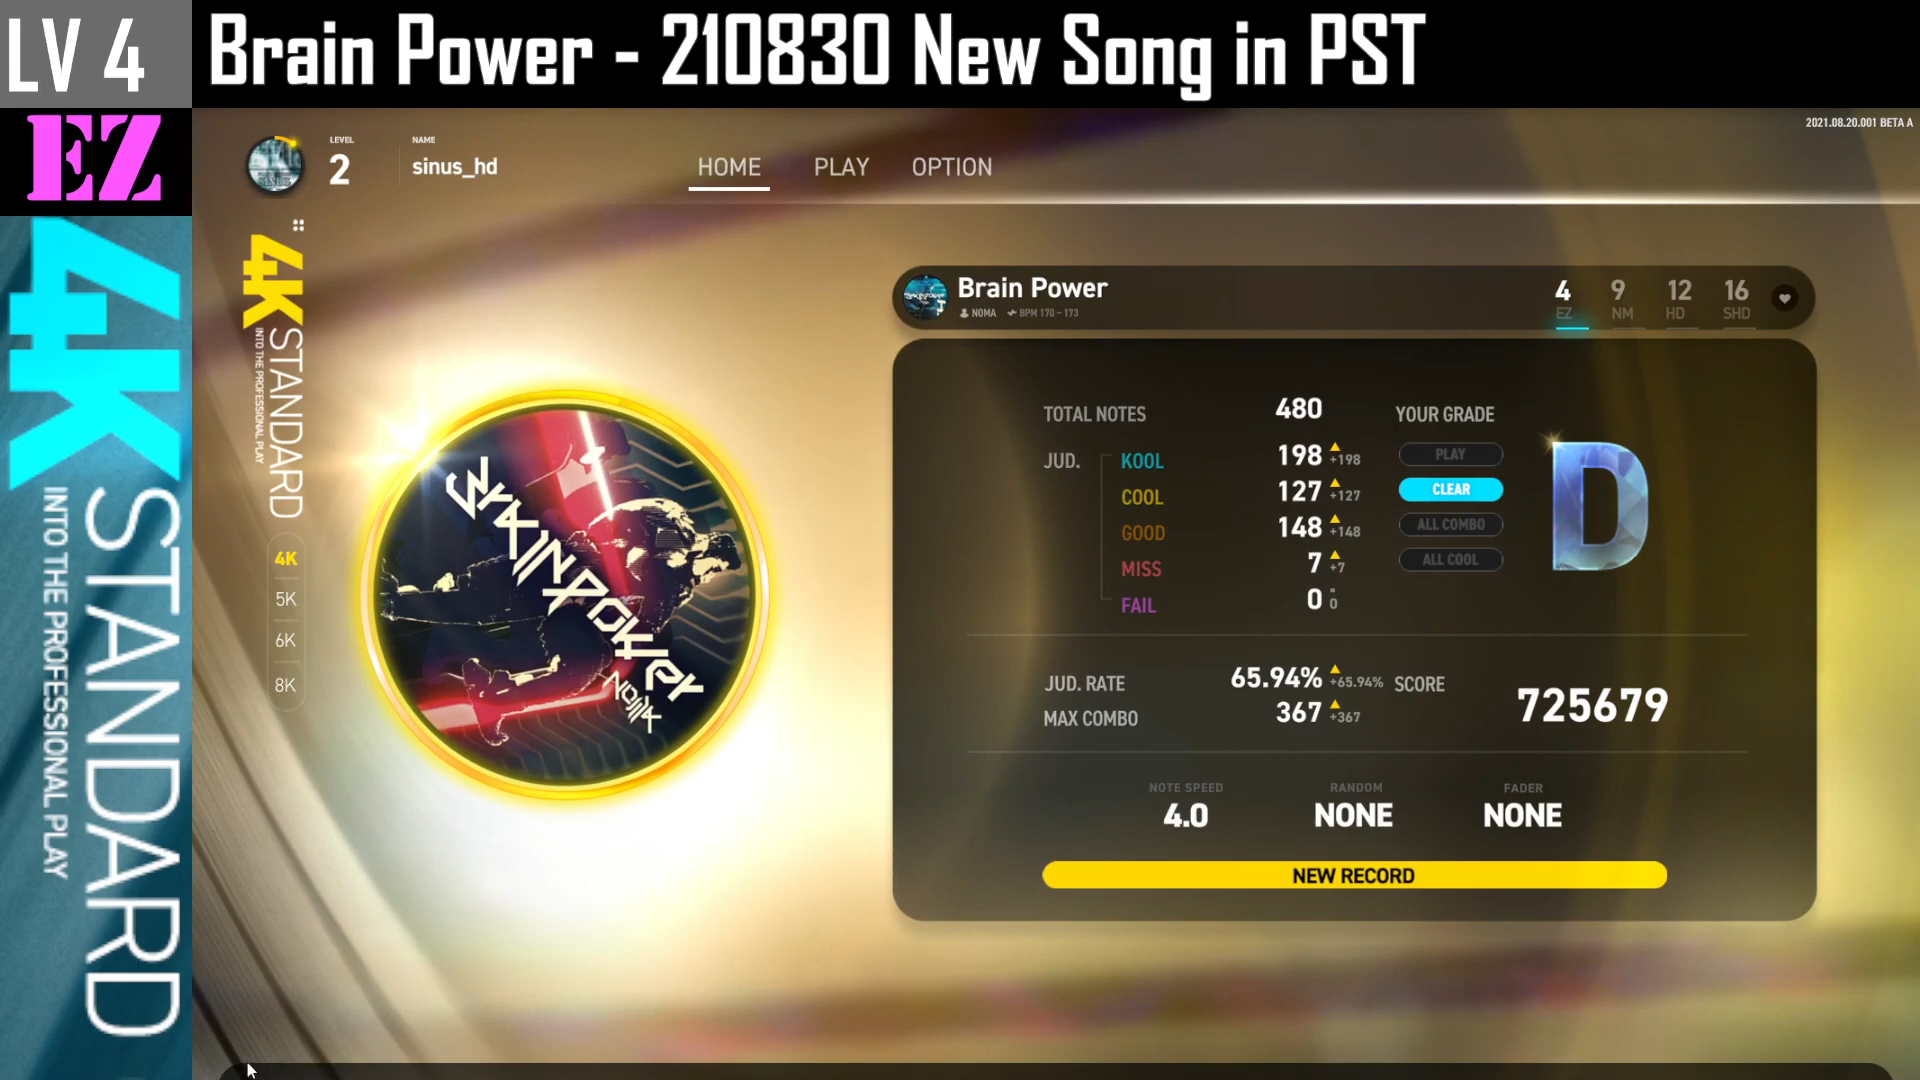 LV 4
Brain Power - 210830 New Song in PST
EZ
2021.08.20.001 BETA A
LEVEL
2
NAME
sinus_hd
HOME PLAY OPTION
4K STANDARD
INTO THE PROFESSIONAL PLAY
4K STANDARD
INTO THE PROFESSIONAL PLAY
4K
5K
6K
8K
Brain Power
NOMA BPM 170 - 173
4 9 12 16
EZ NM HD SHD
TOTAL NOTES 480 YOUR GRADE
JUD. KOOL 198 +198 PLAY
COOL 127 +127 CLEAR
GOOD 148 +148 ALL COMBO
MISS 7 +7 ALL COOL
FAIL 0 0
D
JUD. RATE 65.94% +65.94% SCORE
MAX COMBO 367 +367
725679
NOTE SPEED RANDOM FADER
4.0 NONE NONE
NEW RECORD